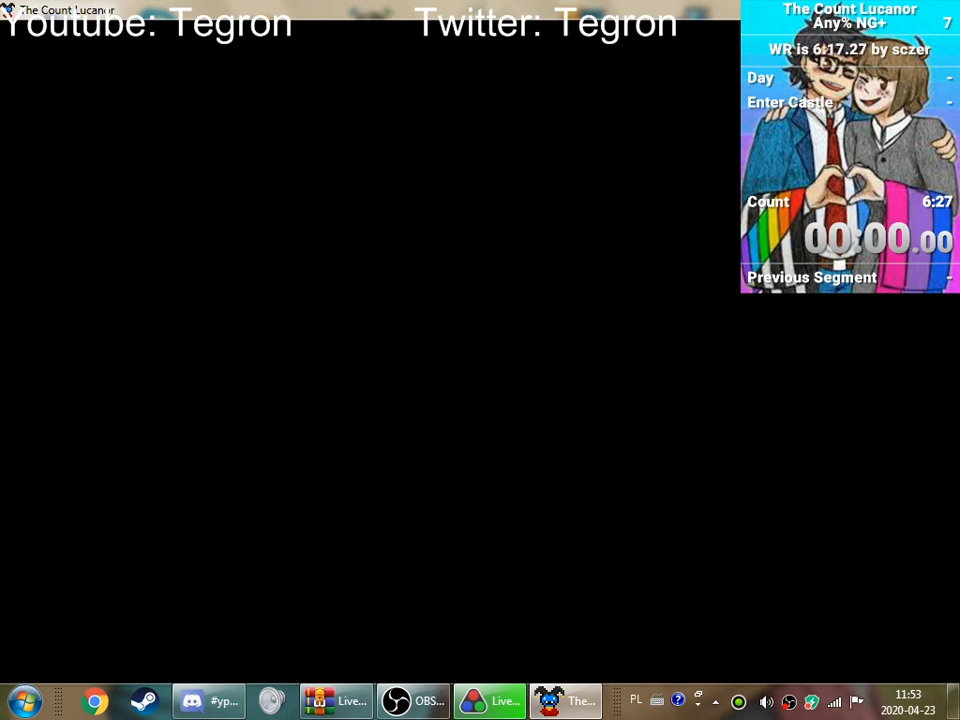 The Count Lucanor
Youtube: Tegron
Twitter: Tegron
The Count Lucanor
Any% NG+
7
WR is 6.17.27 by sczer
Day -
Enter Castle -
Count 6:27
00:00.00
Previous Segment -
#yp...
Live...
OBS...
Live...
The...
PL
11:53
2020-04-23